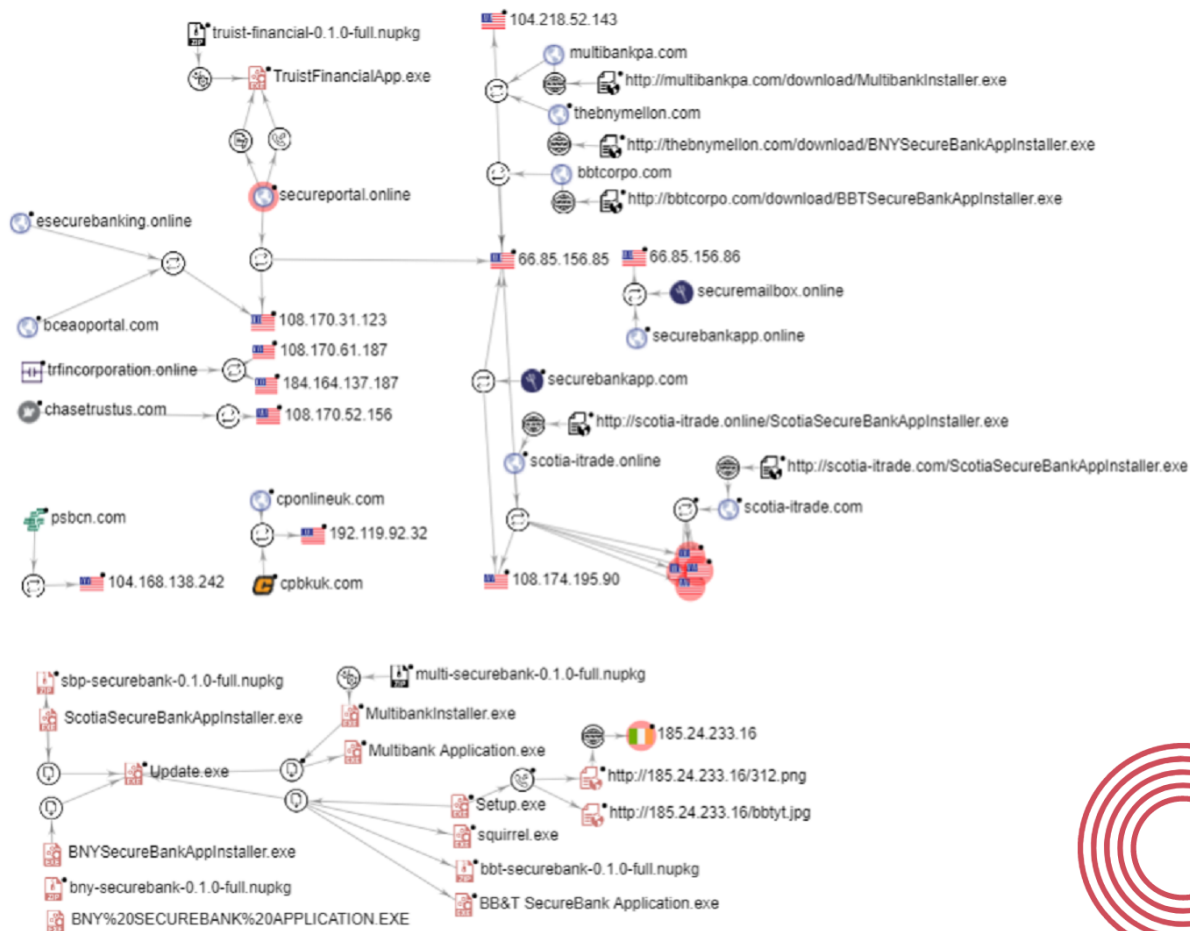 104.218.52.143
truist-financial-0.1.0-full.nupkg
multibankpa.com
TruistFinancialApp.exe
http://multibankpa.com/download/MultibankInstaller.exe
thebnymellon.com
http://thebnymellon.com/download/BNYSecureBankAppInstaller.exe
bbtcorpo.com
secureportal.online
http://bbtcorpo.com/download/BBTSecureBankAppInstaller.exe
esecurebanking.online
66.85.156.85
66.85.156.86
securemailbox.online
bceaoportal.com
108.170.31.123
securebankapp.online
108.170.61.187
trfincorporation.online
184.164.137.187
securebankapp.com
chasetrustus.com
108.170.52.156
http://scotia-itrade.online/ScotiaSecureBankAppInstaller.exe
scotia-itrade.online
http://scotia-itrade.com/ScotiaSecureBankAppInstaller.exe
cponlineuk.com
scotia-itrade.com
psbcn.com
192.119.92.32
104.168.138.242
cpbkuk.com
108.174.195.90
sbp-securebank-0.1.0-full.nupkg
multi-securebank-0.1.0-full.nupkg
ScotiaSecureBankAppInstaller.exe
MultibankInstaller.exe
185.24.233.16
Multibank Application.exe
Update.exe
http://185.24.233.16/312.png
Setup.exe
http://185.24.233.16/bbtyt.jpg
squirrel.exe
BNYSecureBankAppInstaller.exe
bbt-securebank-0.1.0-full.nupkg
bny-securebank-0.1.0-full.nupkg
BB&T SecureBank Application.exe
BNY%20SECUREBANK%20APPLICATION.EXE